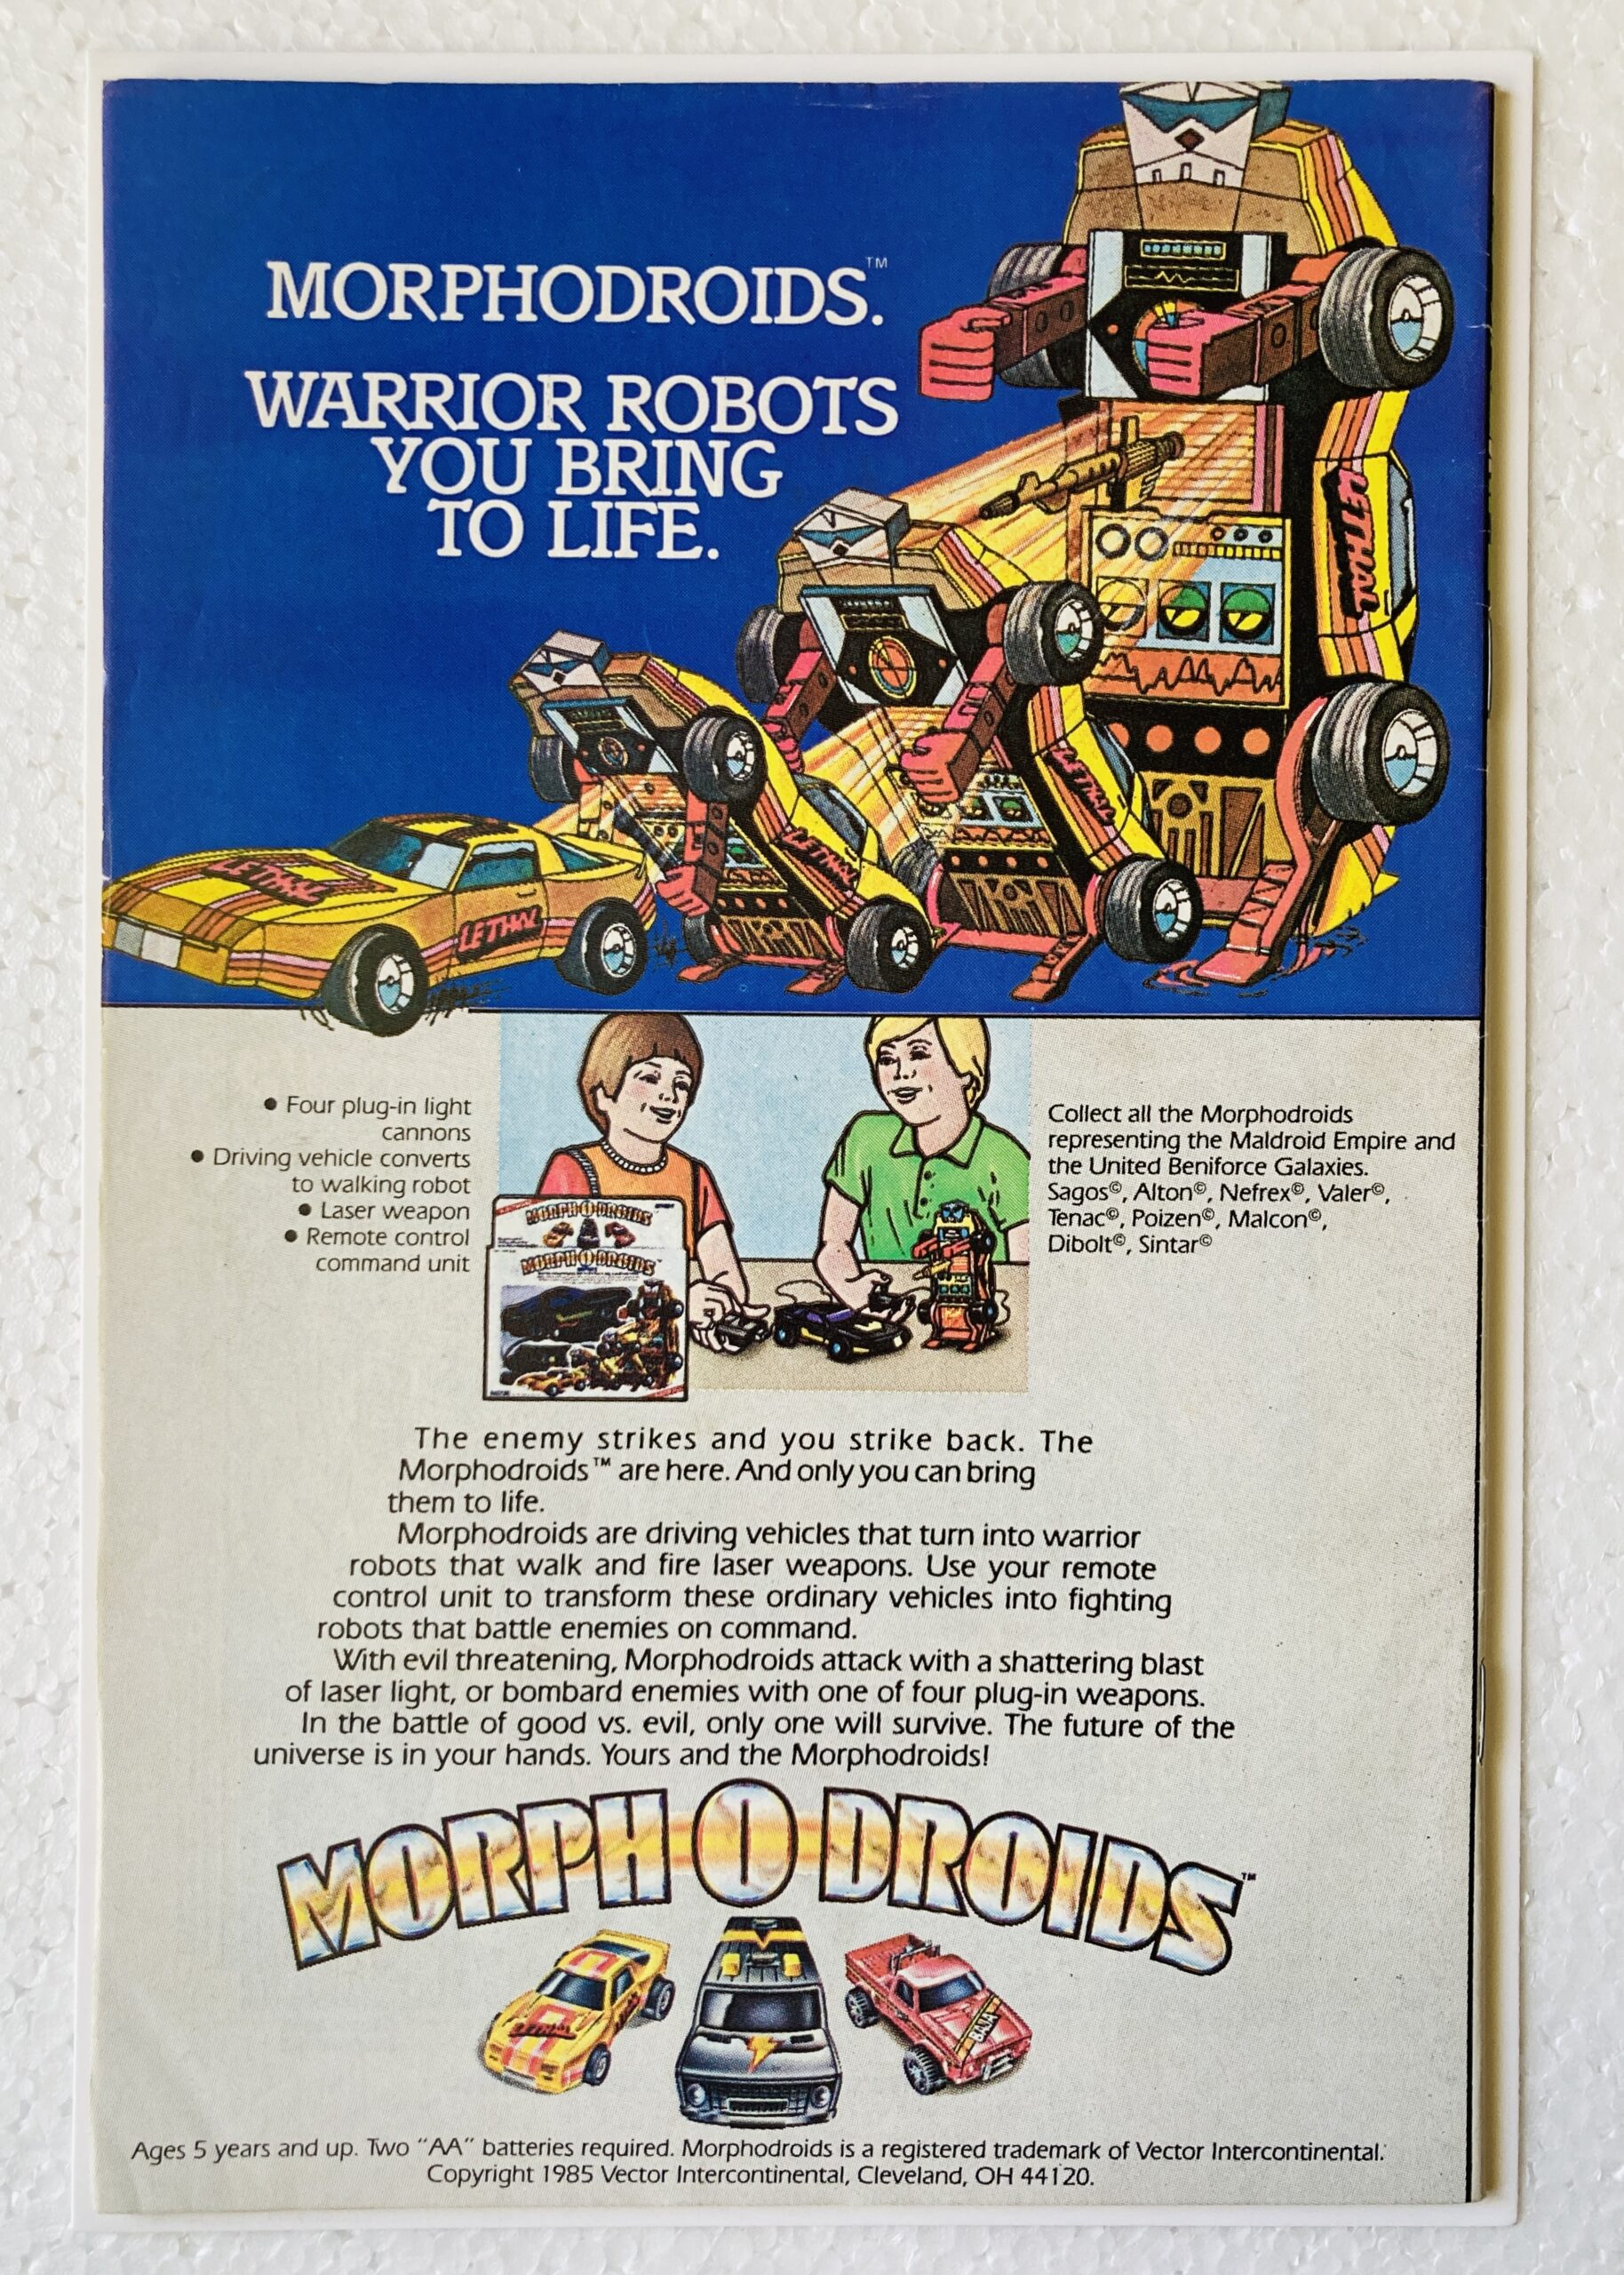 MORPHODROIDS.™
WARRIOR ROBOTS
YOU BRING
TO LIFE.
LETHAL
LETHAL
LETHAL
LETHAL
LETHAL
● Four plug-in light
cannons
● Driving vehicle converts
to walking robot
● Laser weapon
● Remote control
command unit
MORPH O DROIDS
MORPH O DROIDS
Collect all the Morphodroids
representing the Maldroid Empire and
the United Beniforce Galaxies.
Sagos©, Alton©, Nefrex©, Valer©,
Tenac©, Poizen©, Malcon©,
Dibolt©, Sintar©
The enemy strikes and you strike back. The
Morphodroids™ are here. And only you can bring
them to life.
Morphodroids are driving vehicles that turn into warrior
robots that walk and fire laser weapons. Use your remote
control unit to transform these ordinary vehicles into fighting
robots that battle enemies on command.
With evil threatening, Morphodroids attack with a shattering blast
of laser light, or bombard enemies with one of four plug-in weapons.
In the battle of good vs. evil, only one will survive. The future of the
universe is in your hands. Yours and the Morphodroids!
MORPH O DROIDS™
LETHAL
BAJA
Ages 5 years and up. Two “AA” batteries required. Morphodroids is a registered trademark of Vector Intercontinental.
Copyright 1985 Vector Intercontinental, Cleveland, OH 44120.